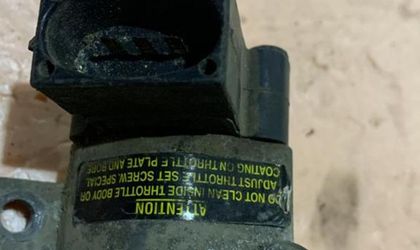 ATTENTION
DO NOT CLEAN INSIDE THROTTLE BODY OR
ADJUST THROTTLE SET SCREW. SPECIAL
COATING ON THROTTLE PLATE AND BORE